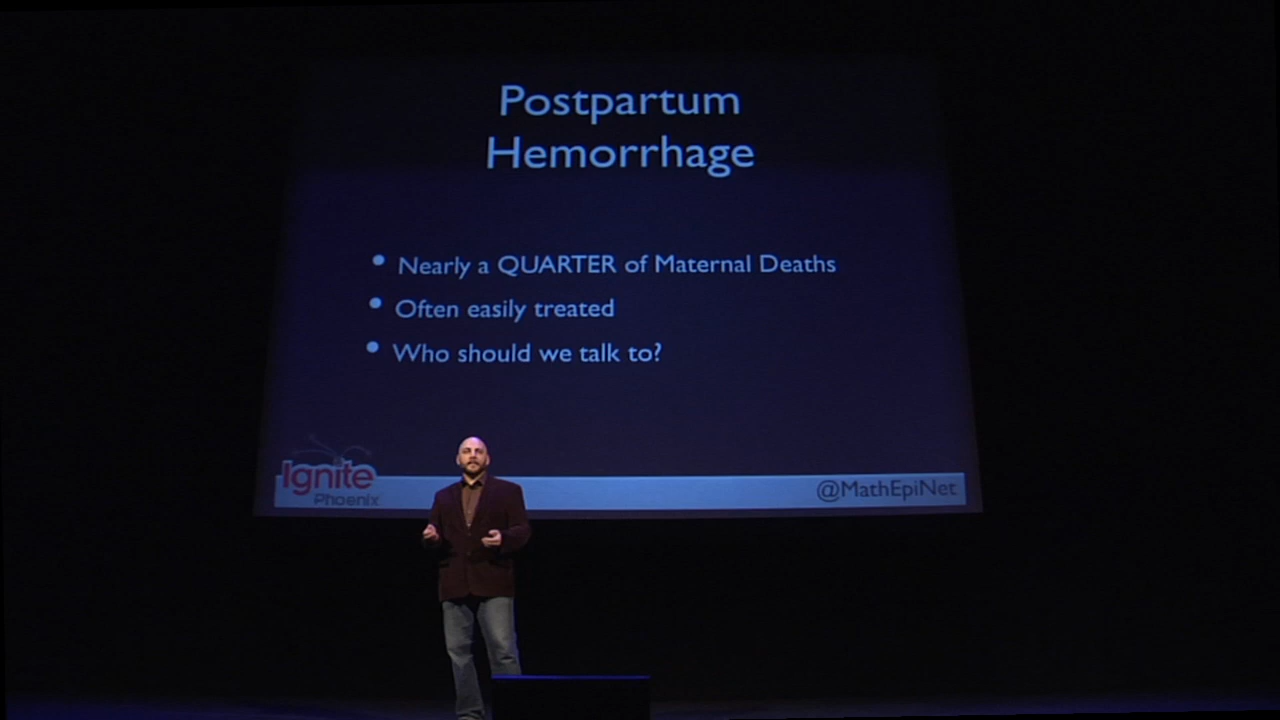 Postpartum
Hemorrhage
• Nearly a QUARTER of Maternal Deaths
• Often easily treated
• Who should we talk to?
Ignite
Phoenix
@MathEpiNet